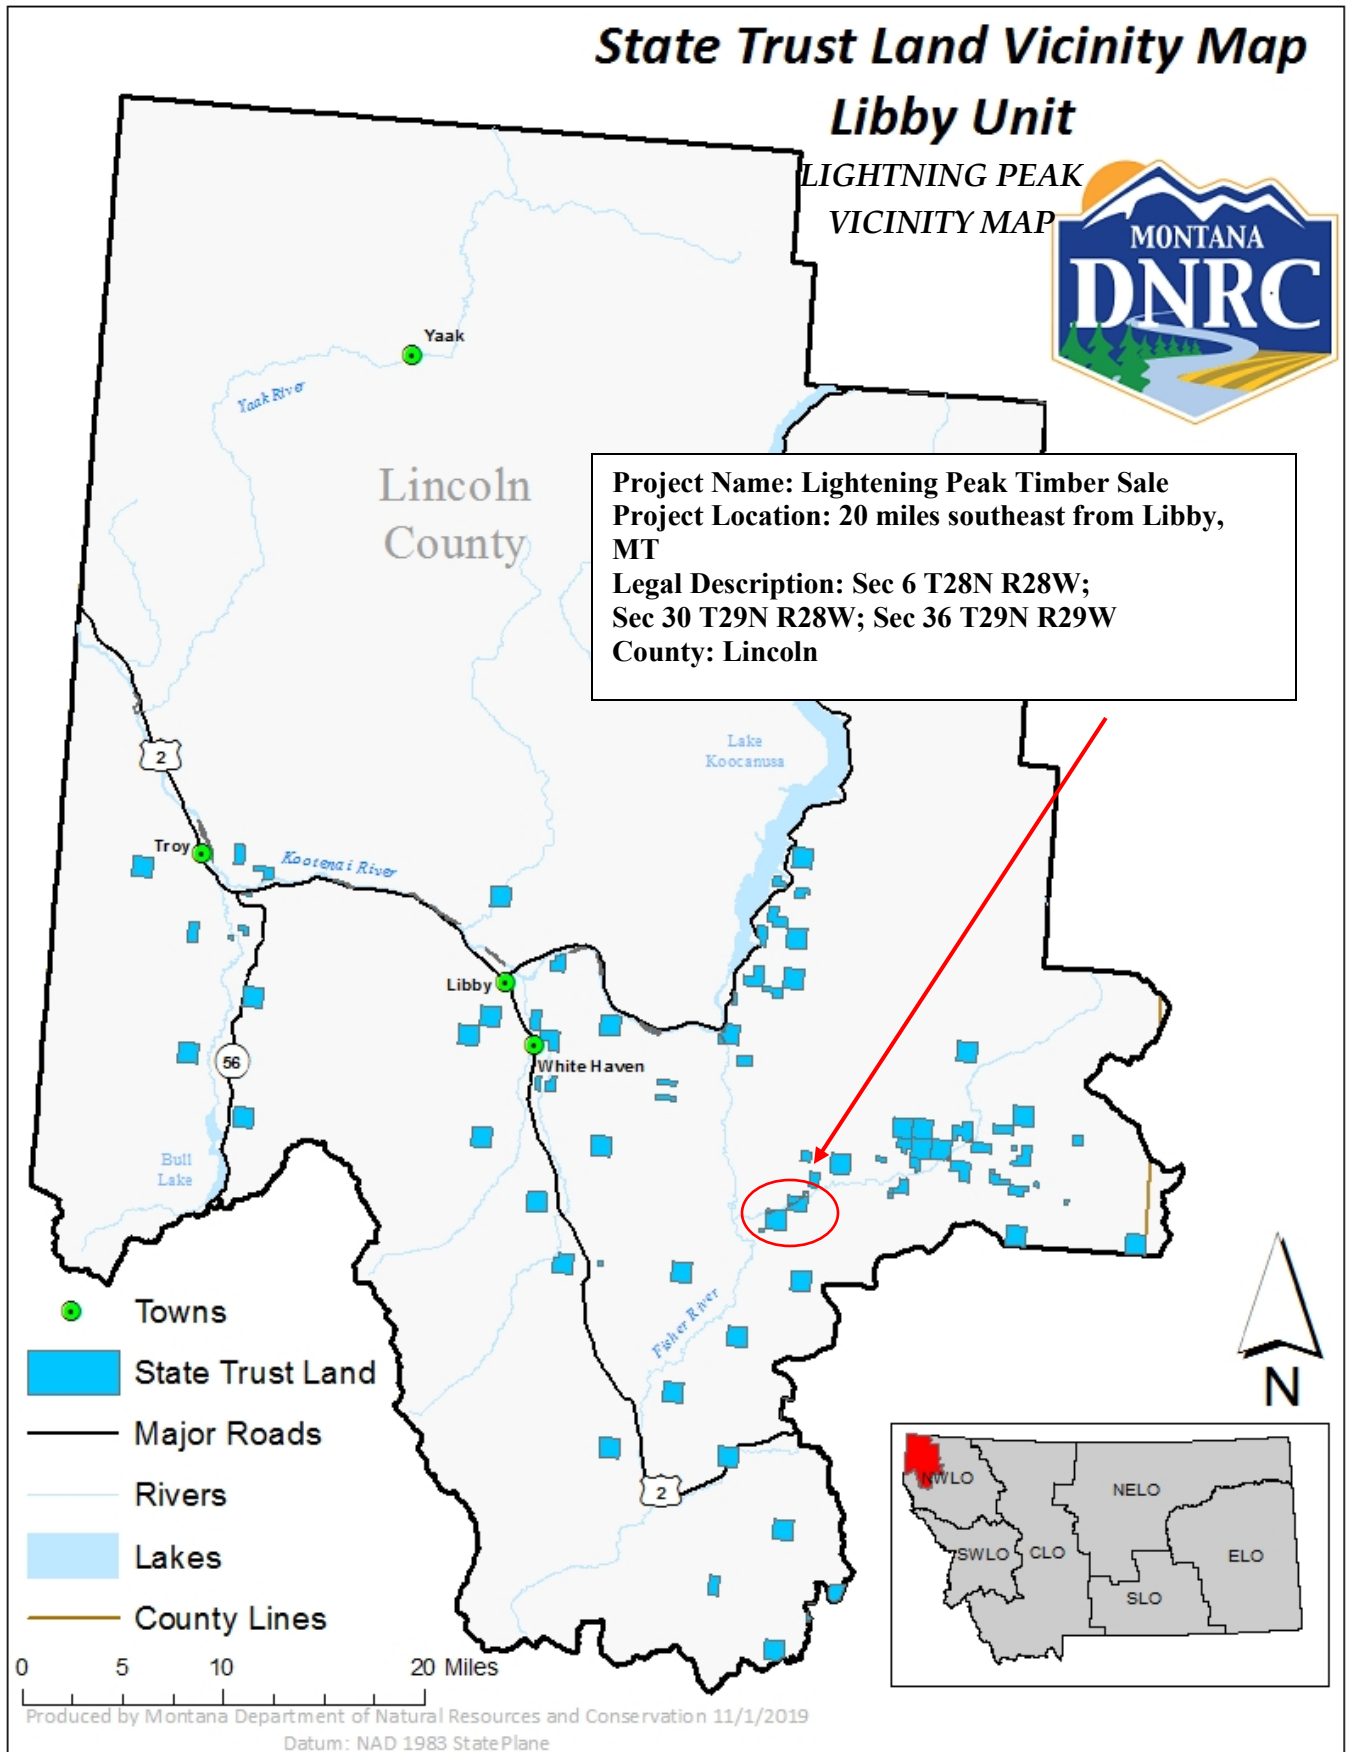 State Trust Land Vicinity Map
Libby Unit
LIGHTNING PEAK
VICINITY MAP
MONTANA
DNRC
Yaak
Yaak River
Lincoln
County
Project Name: Lightening Peak Timber Sale
Project Location: 20 miles southeast from Libby,
MT
Legal Description: Sec 6 T28N R28W;
Sec 30 T29N R28W; Sec 36 T29N R29W
County: Lincoln
Lake
Koocanusa
2
Troy
Kootenai River
Libby
White Haven
56
Bull
Lake
Fisher River
2
Towns
State Trust Land
Major Roads
Rivers
Lakes
County Lines
N
NWLO
NELO
SWLO
CLO
ELO
SLO
0 5 10 20 Miles
Produced by Montana Department of Natural Resources and Conservation 11/1/2019
Datum: NAD 1983 StatePlane